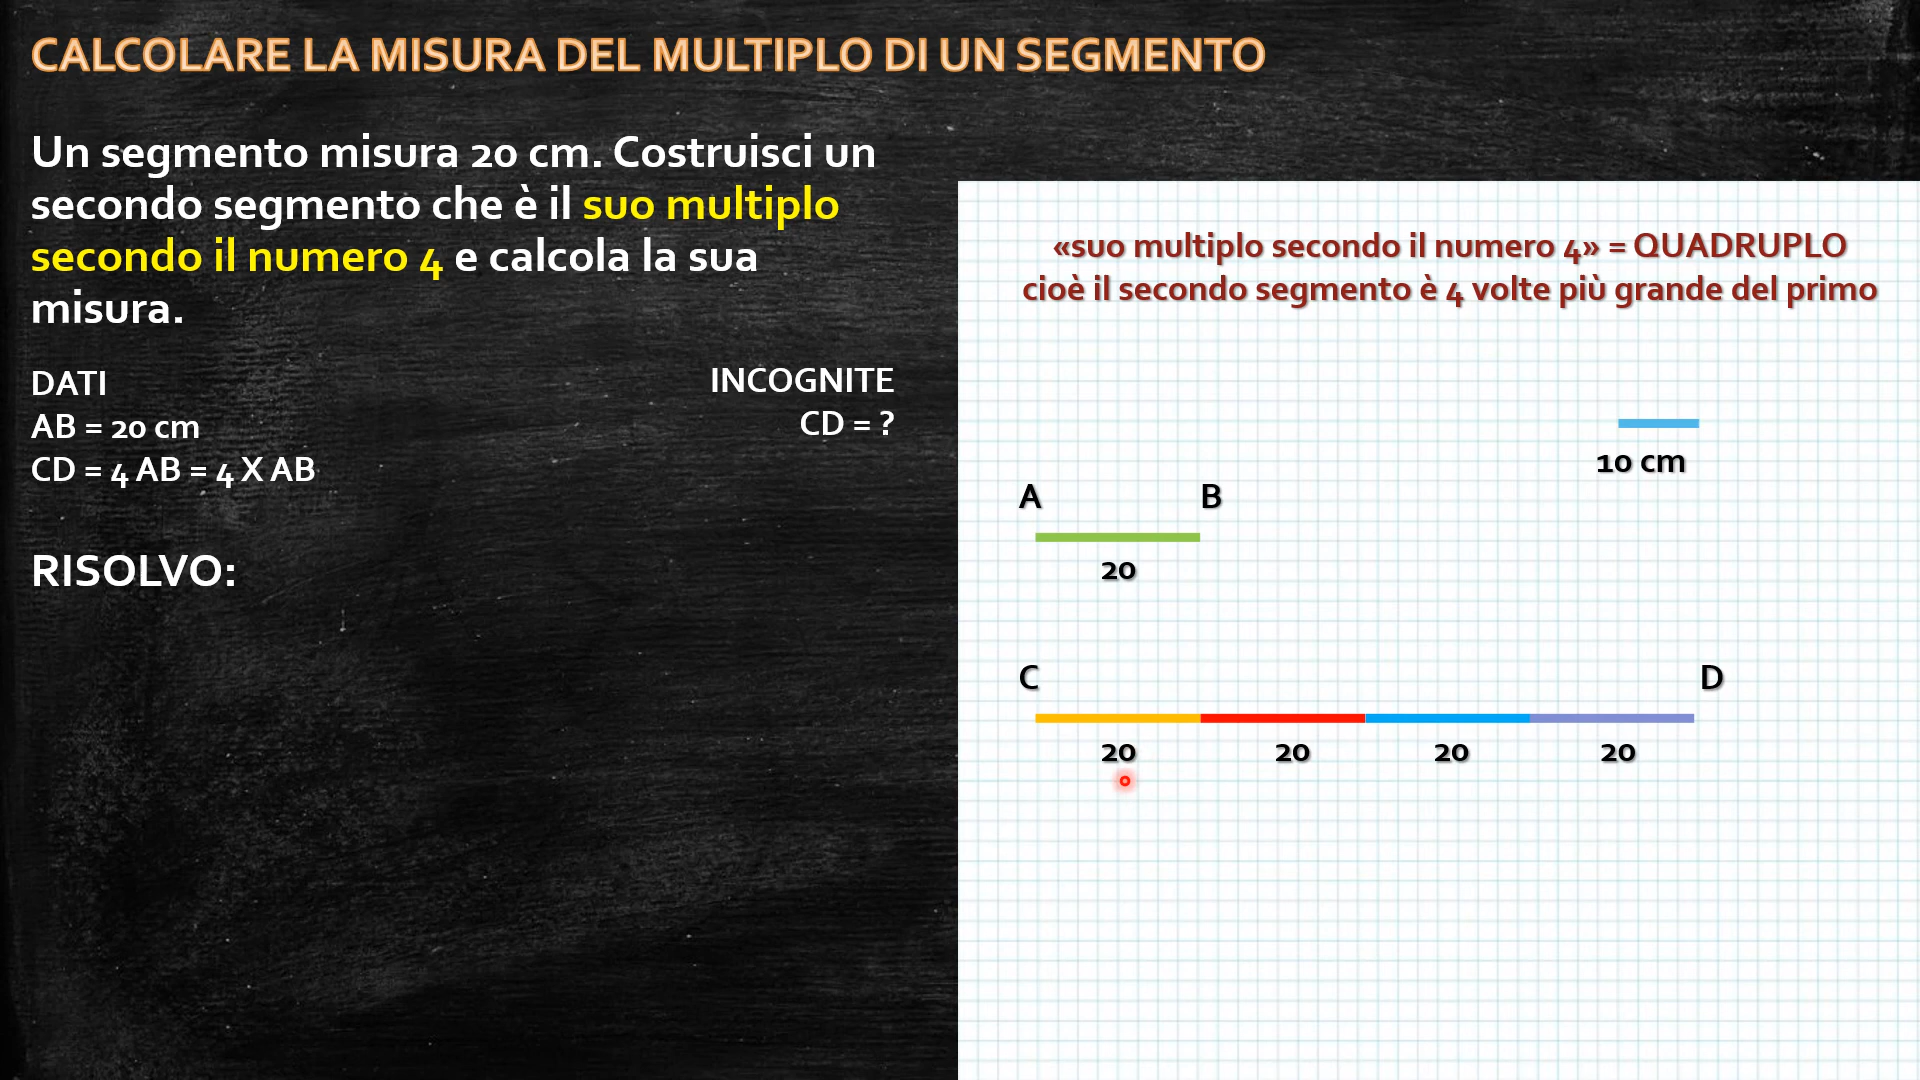 CALCOLARE LA MISURA DEL MULTIPLO DI UN SEGMENTO
Un segmento misura 20 cm. Costruisci un
secondo segmento che è il suo multiplo
secondo il numero 4 e calcola la sua
misura.
DATI
AB = 20 cm
CD = 4 AB = 4 X AB
INCOGNITE
CD = ?
RISOLVO:
«suo multiplo secondo il numero 4» = QUADRUPLO
cioè il secondo segmento è 4 volte più grande del primo
10 cm
A B
20
C D
20 20 20 20